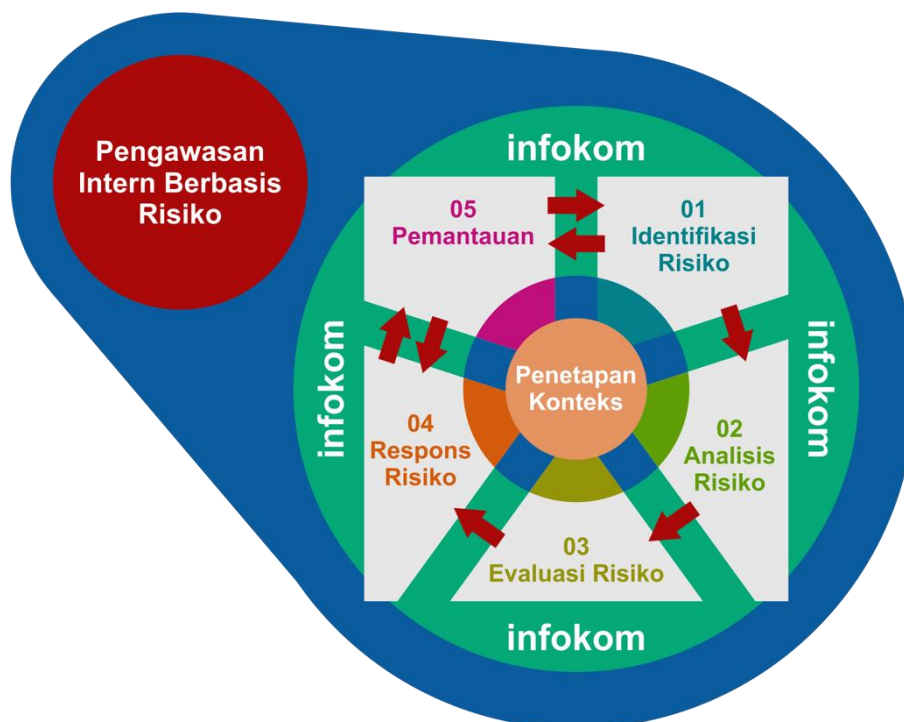 Pengawasan
Intern Berbasis
Risiko
infokom
05
Pemantauan
01
Identifikasi
Risiko
infokom
infokom
Penetapan
Konteks
04
Respons
Risiko
02
Analisis
Risiko
03
Evaluasi Risiko
infokom